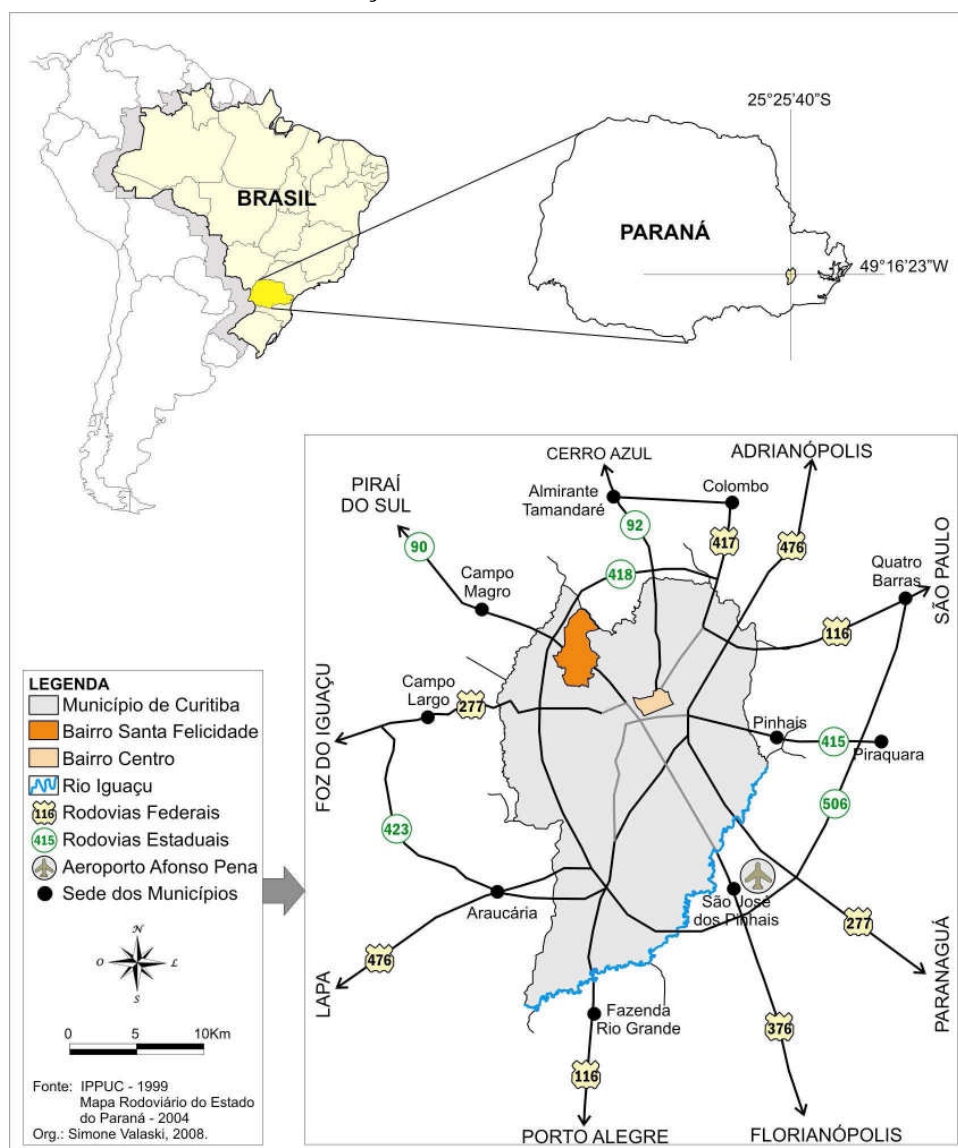 BRASIL
25°25'40"S
PARANÁ
49°16'23"W
CERRO AZUL
ADRIANÓPOLIS
PIRAÍ
DO SUL
Almirante
Tamandaré
Colombo
92
417
476
90
418
Quatro
Barras
SÃO PAULO
Campo
Magro
116
Campo
Largo
277
FOZ DO IGUAÇU
Pinhais
415
Piraquara
506
423
São José
dos Pinhais
Araucária
277
476
LAPA
PARANAGUÁ
Fazenda
Rio Grande
376
116
PORTO ALEGRE
FLORIANÓPOLIS
LEGENDA
Município de Curitiba
Bairro Santa Felicidade
Bairro Centro
Rio Iguaçu
116 Rodovias Federais
415 Rodovias Estaduais
Aeroporto Afonso Pena
Sede dos Municípios
N
O L
S
0 5 10Km
Fonte: IPPUC - 1999
Mapa Rodoviário do Estado
do Paraná - 2004
Org.: Simone Valaski, 2008.